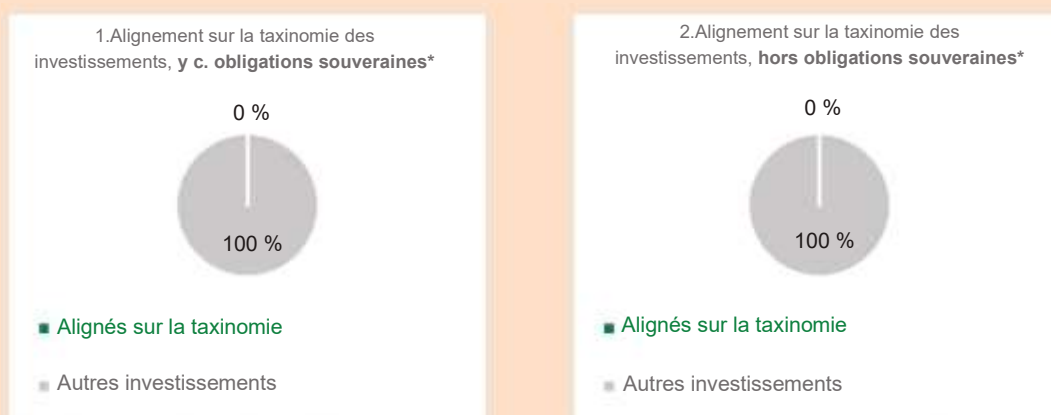 1.Alignement sur la taxinomie des
investissements, y c. obligations souveraines*
0 %
100 %
Alignés sur la taxinomie
Autres investissements
2.Alignement sur la taxinomie des
investissements, hors obligations souveraines*
0 %
100 %
Alignés sur la taxinomie
Autres investissements